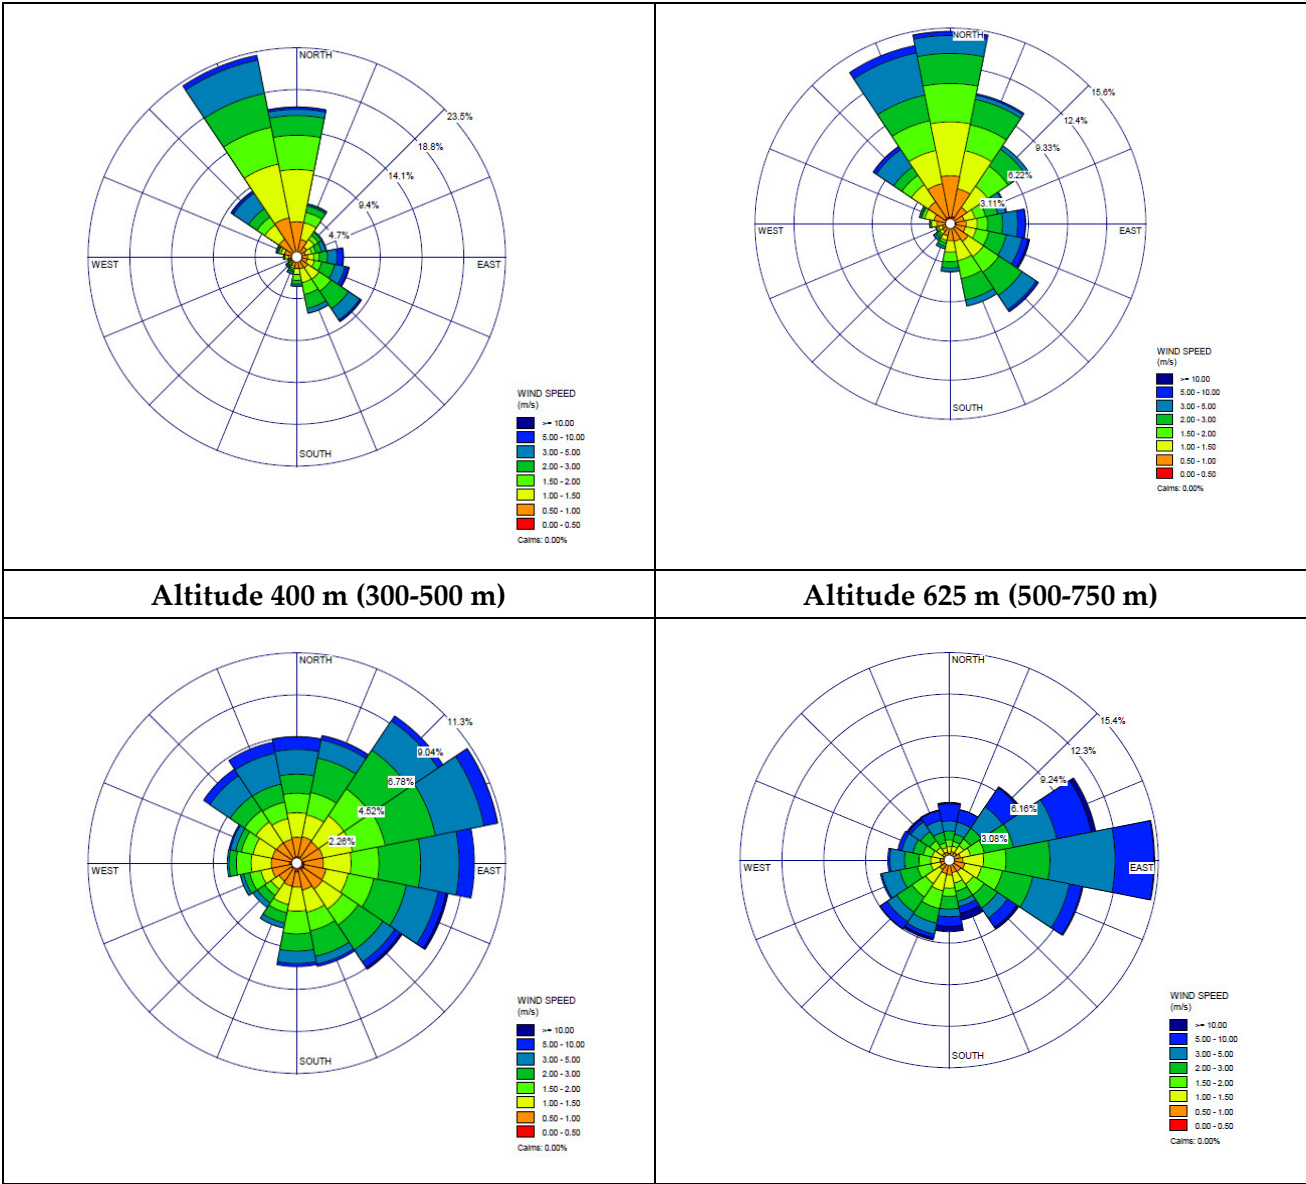 NORTH
23.5%
18.8%
14.1%
9.4%
4.7%
WEST
EAST
SOUTH
WIND SPEED
(m/s)
>= 10.00
5.00 - 10.00
3.00 - 5.00
2.00 - 3.00
1.50 - 2.00
1.00 - 1.50
0.50 - 1.00
0.00 - 0.50
Calms: 0.00%
NORTH
15.6%
12.4%
9.33%
6.22%
3.11%
WEST
EAST
SOUTH
WIND SPEED
(m/s)
>= 10.00
5.00 - 10.00
3.00 - 5.00
2.00 - 3.00
1.50 - 2.00
1.00 - 1.50
0.50 - 1.00
0.00 - 0.50
Calms: 0.00%
Altitude 400 m (300-500 m)
Altitude 625 m (500-750 m)
NORTH
11.3%
9.04%
6.78%
4.52%
2.26%
WEST
EAST
SOUTH
WIND SPEED
(m/s)
>= 10.00
5.00 - 10.00
3.00 - 5.00
2.00 - 3.00
1.50 - 2.00
1.00 - 1.50
0.50 - 1.00
0.00 - 0.50
Calms: 0.00%
NORTH
15.4%
12.3%
9.24%
6.16%
3.08%
WEST
EAST
SOUTH
WIND SPEED
(m/s)
>= 10.00
5.00 - 10.00
3.00 - 5.00
2.00 - 3.00
1.50 - 2.00
1.00 - 1.50
0.50 - 1.00
0.00 - 0.50
Calms: 0.00%